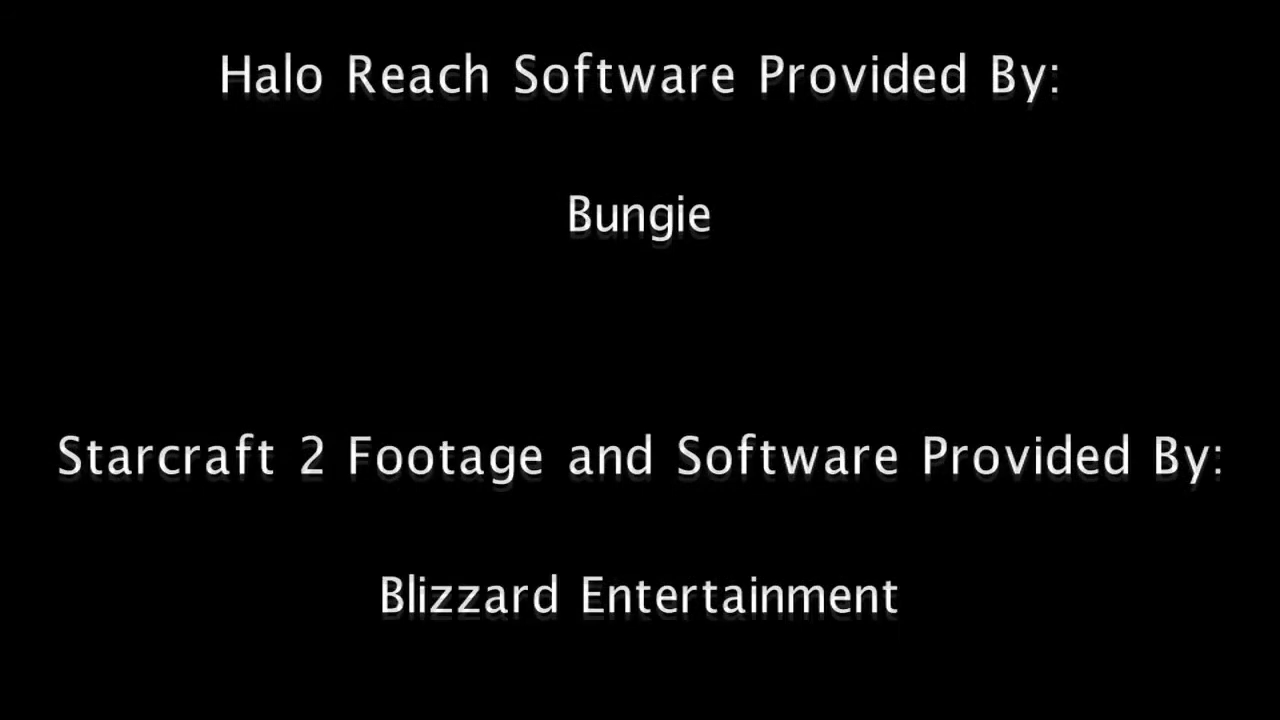 Halo Reach Software Provided By:
Bungie
Starcraft 2 Footage and Software Provided By:
Blizzard Entertainment